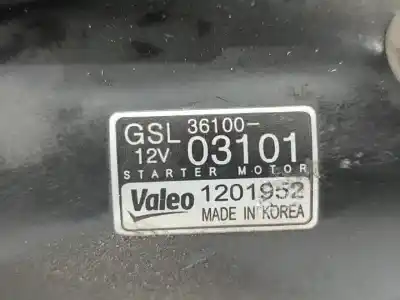 GSL 36100-
12V 03101
STARTER MOTOR
Valeo 1201952
MADE IN KOREA